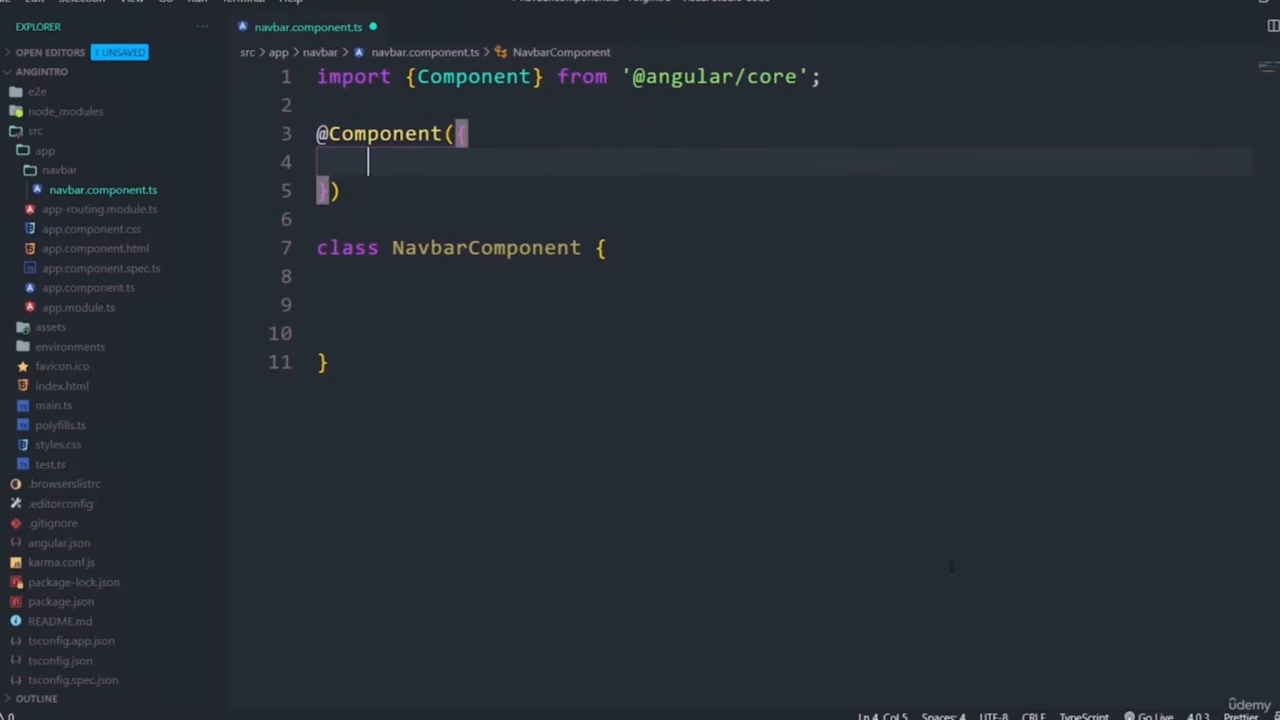 EXPLORER
navbar.component.ts
OPEN EDITORS 1 UNSAVED
src > app > navbar > navbar.component.ts > NavbarComponent
ANGINTRO
e2e
node_modules
src
app
navbar
navbar.component.ts
app-routing.module.ts
app.component.css
app.component.html
app.component.spec.ts
app.component.ts
app.module.ts
assets
environments
favicon.ico
index.html
main.ts
polyfills.ts
styles.css
test.ts
.browserslistrc
.editorconfig
.gitignore
angular.json
karma.conf.js
package-lock.json
package.json
README.md
tsconfig.app.json
tsconfig.json
tsconfig.spec.json
OUTLINE
1 import {Component} from '@angular/core';
2
3 @Component({
4
5 })
6
7 class NavbarComponent {
8
9
10
11 }
udemy
Ln 4, Col 5 Spaces: 4 UTF-8 CRLF TypeScript Go Live 4.0.3 Prettier